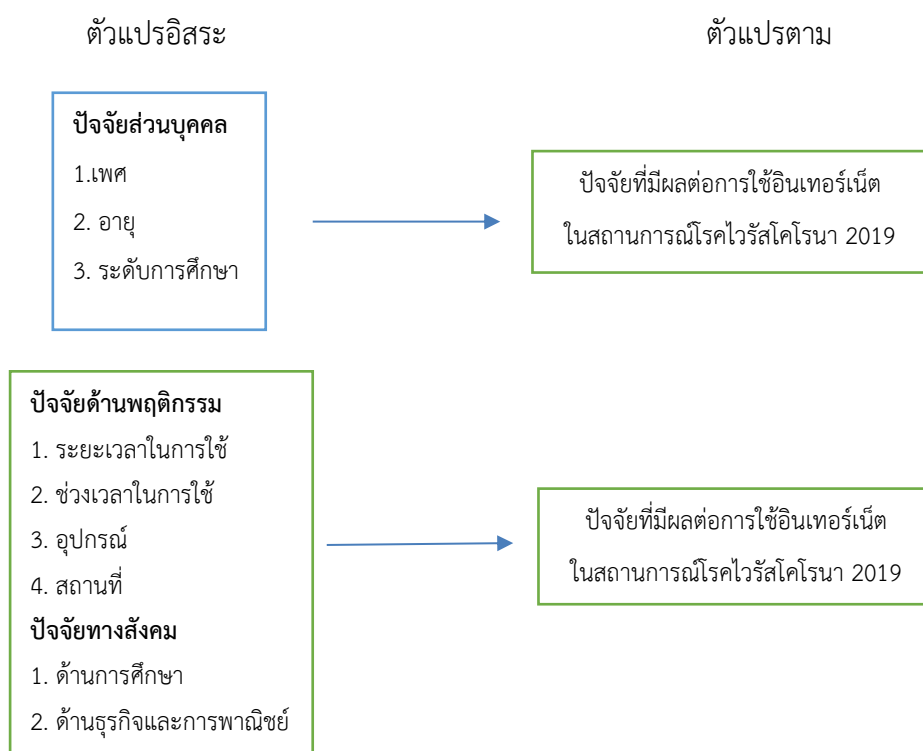 ตัวแปรอิสระ
ตัวแปรตาม
ปัจจัยส่วนบุคคล
1.เพศ
2. อายุ
3. ระดับการศึกษา
ปัจจัยที่มีผลต่อการใช้อินเทอร์เน็ต
ในสถานการณ์โรคไวรัสโคโรนา 2019
ปัจจัยด้านพฤติกรรม
1. ระยะเวลาในการใช้
2. ช่วงเวลาในการใช้
3. อุปกรณ์
4. สถานที่
ปัจจัยทางสังคม
1. ด้านการศึกษา
2. ด้านธุรกิจและการพาณิชย์
ปัจจัยที่มีผลต่อการใช้อินเทอร์เน็ต
ในสถานการณ์โรคไวรัสโคโรนา 2019